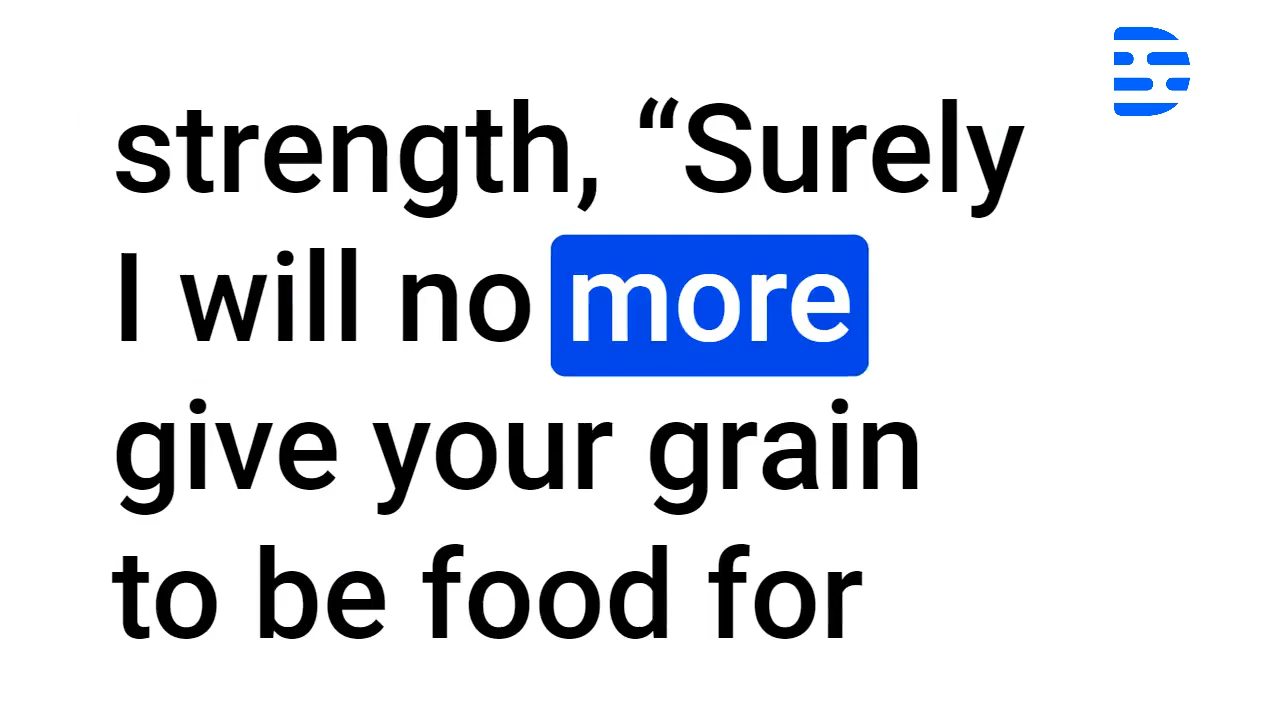 strength, “Surely
I will no more
give your grain
to be food for